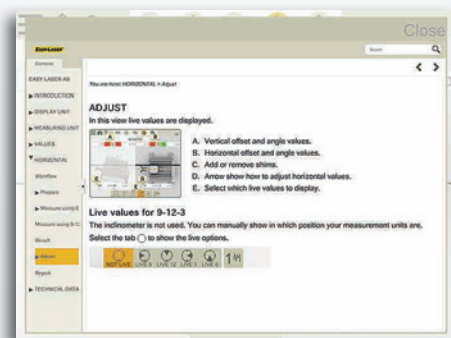 Close
EASY-LASER
Search
Contents
EASY-LASER AB
You are here: HORIZONTAL > Adjust
▶ INTRODUCTION
▶ DISPLAY UNIT
▶ MEASURING UNIT
▶ VALUES
▼ HORIZONTAL
Workflow
▶ Prepare
▶ Measure using E
Measure using 9-12
Result
▶ Adjust
Report
▶ TECHNICAL DATA
ADJUST
In this view live values are displayed.
A. Vertical offset and angle values.
B. Horizontal offset and angle values.
C. Add or remove shims.
D. Arrow show how to adjust horizontal values.
E. Select which live values to display.
Live values for 9-12-3
The inclinometer is not used. You can manually show in which position your measurement units are.
Select the tab to show the live options.
NOT LIVE LIVE 9 LIVE 12 LIVE 3 LIVE 6